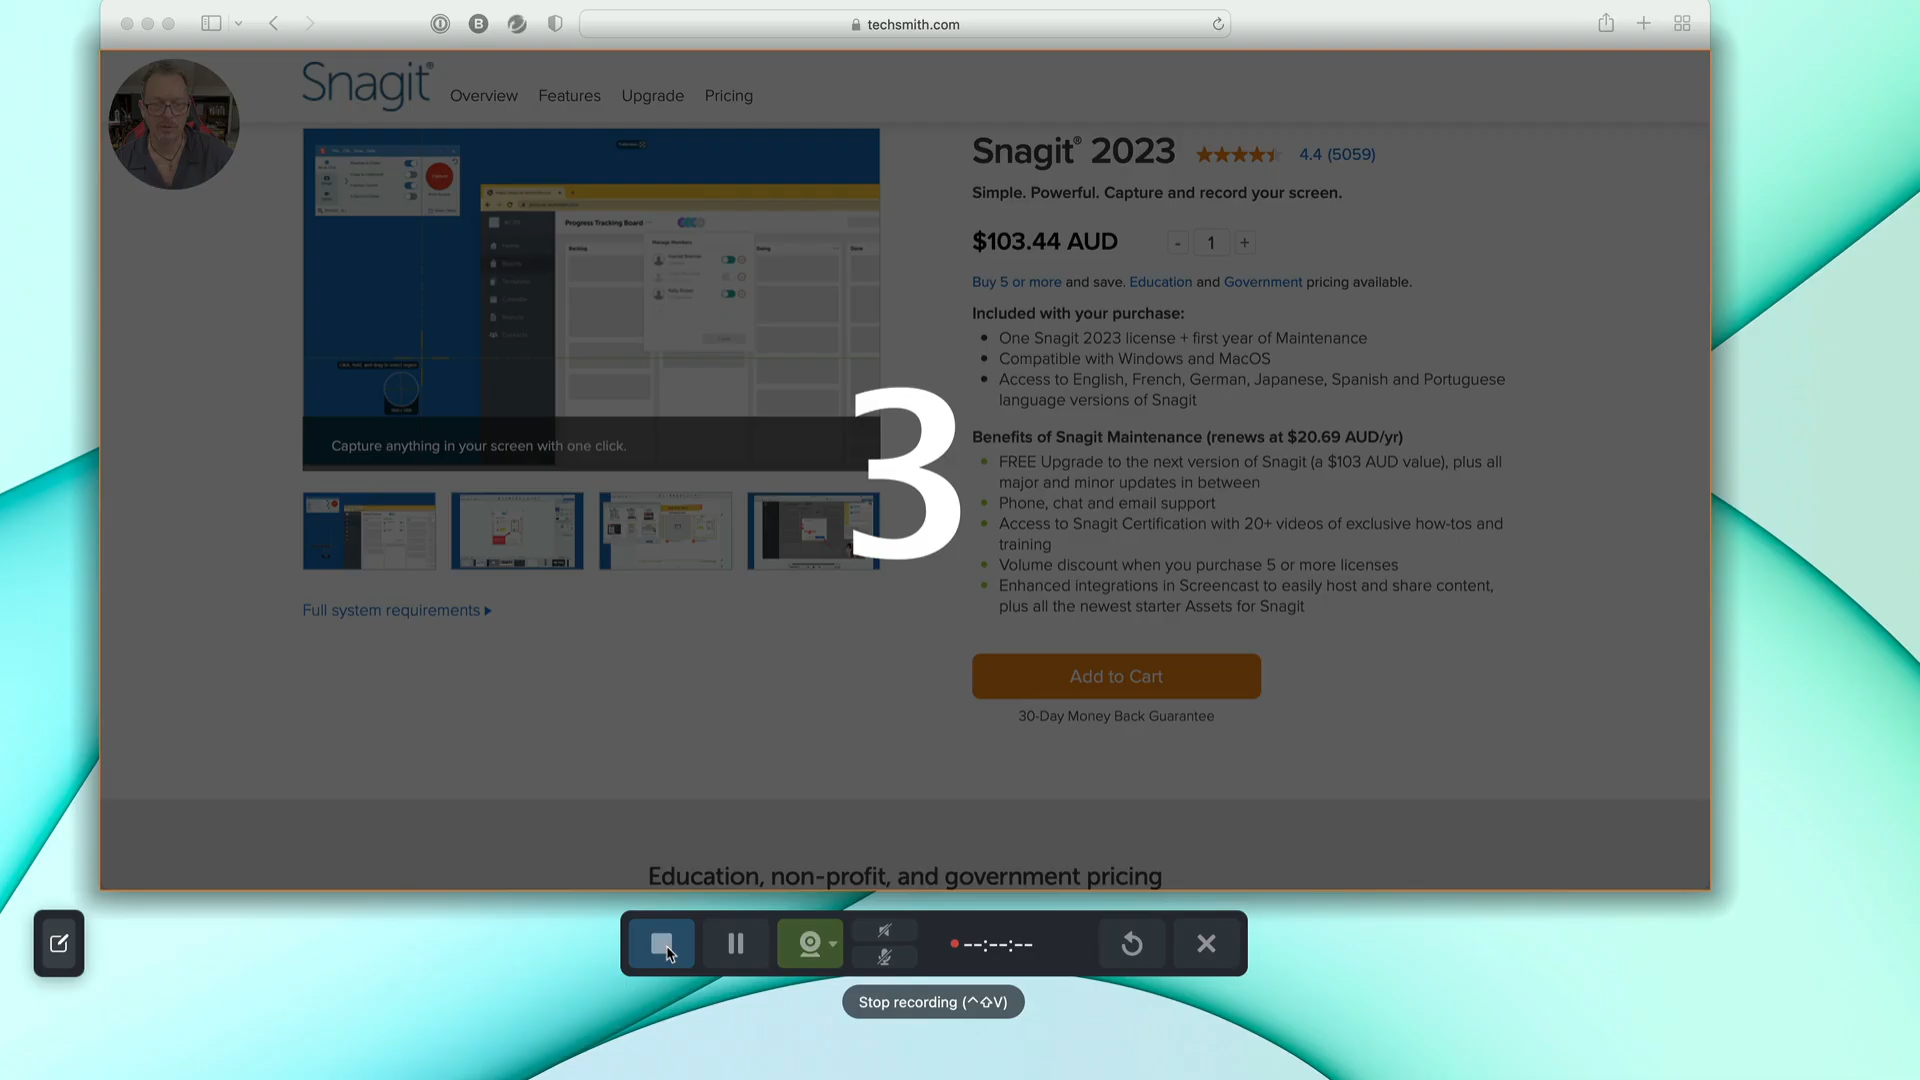 techsmith.com
Snagit®
Overview Features Upgrade Pricing
Progress Tracking Board
Manage Members
Backlog
Doing
Done
Capture anything in your screen with one click.
Full system requirements
Snagit® 2023
4.4 (5059)
Simple. Powerful. Capture and record your screen.
$103.44 AUD
- 1 +
Buy 5 or more and save. Education and Government pricing available.
Included with your purchase:
One Snagit 2023 license + first year of Maintenance
Compatible with Windows and MacOS
Access to English, French, German, Japanese, Spanish and Portuguese
language versions of Snagit
Benefits of Snagit Maintenance (renews at $20.69 AUD/yr)
FREE Upgrade to the next version of Snagit (a $103 AUD value), plus all
major and minor updates in between
Phone, chat and email support
Access to Snagit Certification with 20+ videos of exclusive how-tos and
training
Volume discount when you purchase 5 or more licenses
Enhanced integrations in Screencast to easily host and share content,
plus all the newest starter Assets for Snagit
Add to Cart
30-Day Money Back Guarantee
3
Education, non-profit, and government pricing
--:--:--
Stop recording (^⇧V)